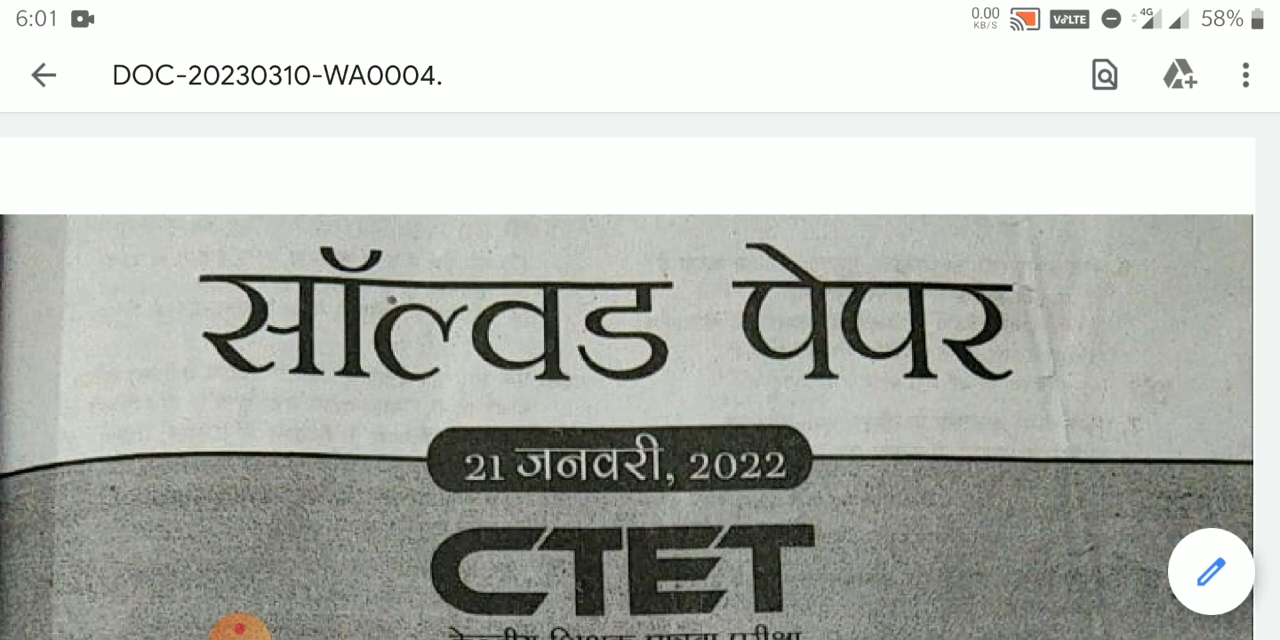 6:01 0.00 KB/S VoLTE 4G 58%
DOC-20230310-WA0004.
सॉल्वड पेपर
21 जनवरी, 2022
CTET